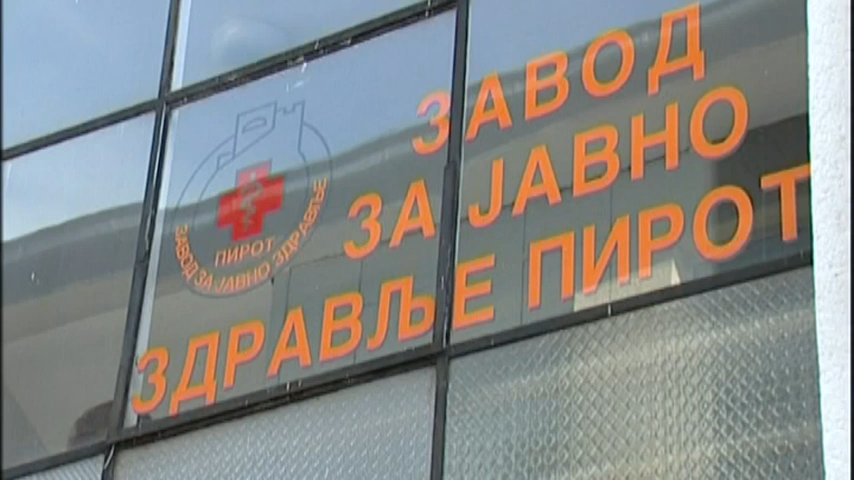 ЗАВОД
ЗА ЈАВНО
ЗДРАВЉЕ ПИРОТ
ПИРОТ
ЗАВОД ЗА ЈАВНО ЗДРАВЉЕ